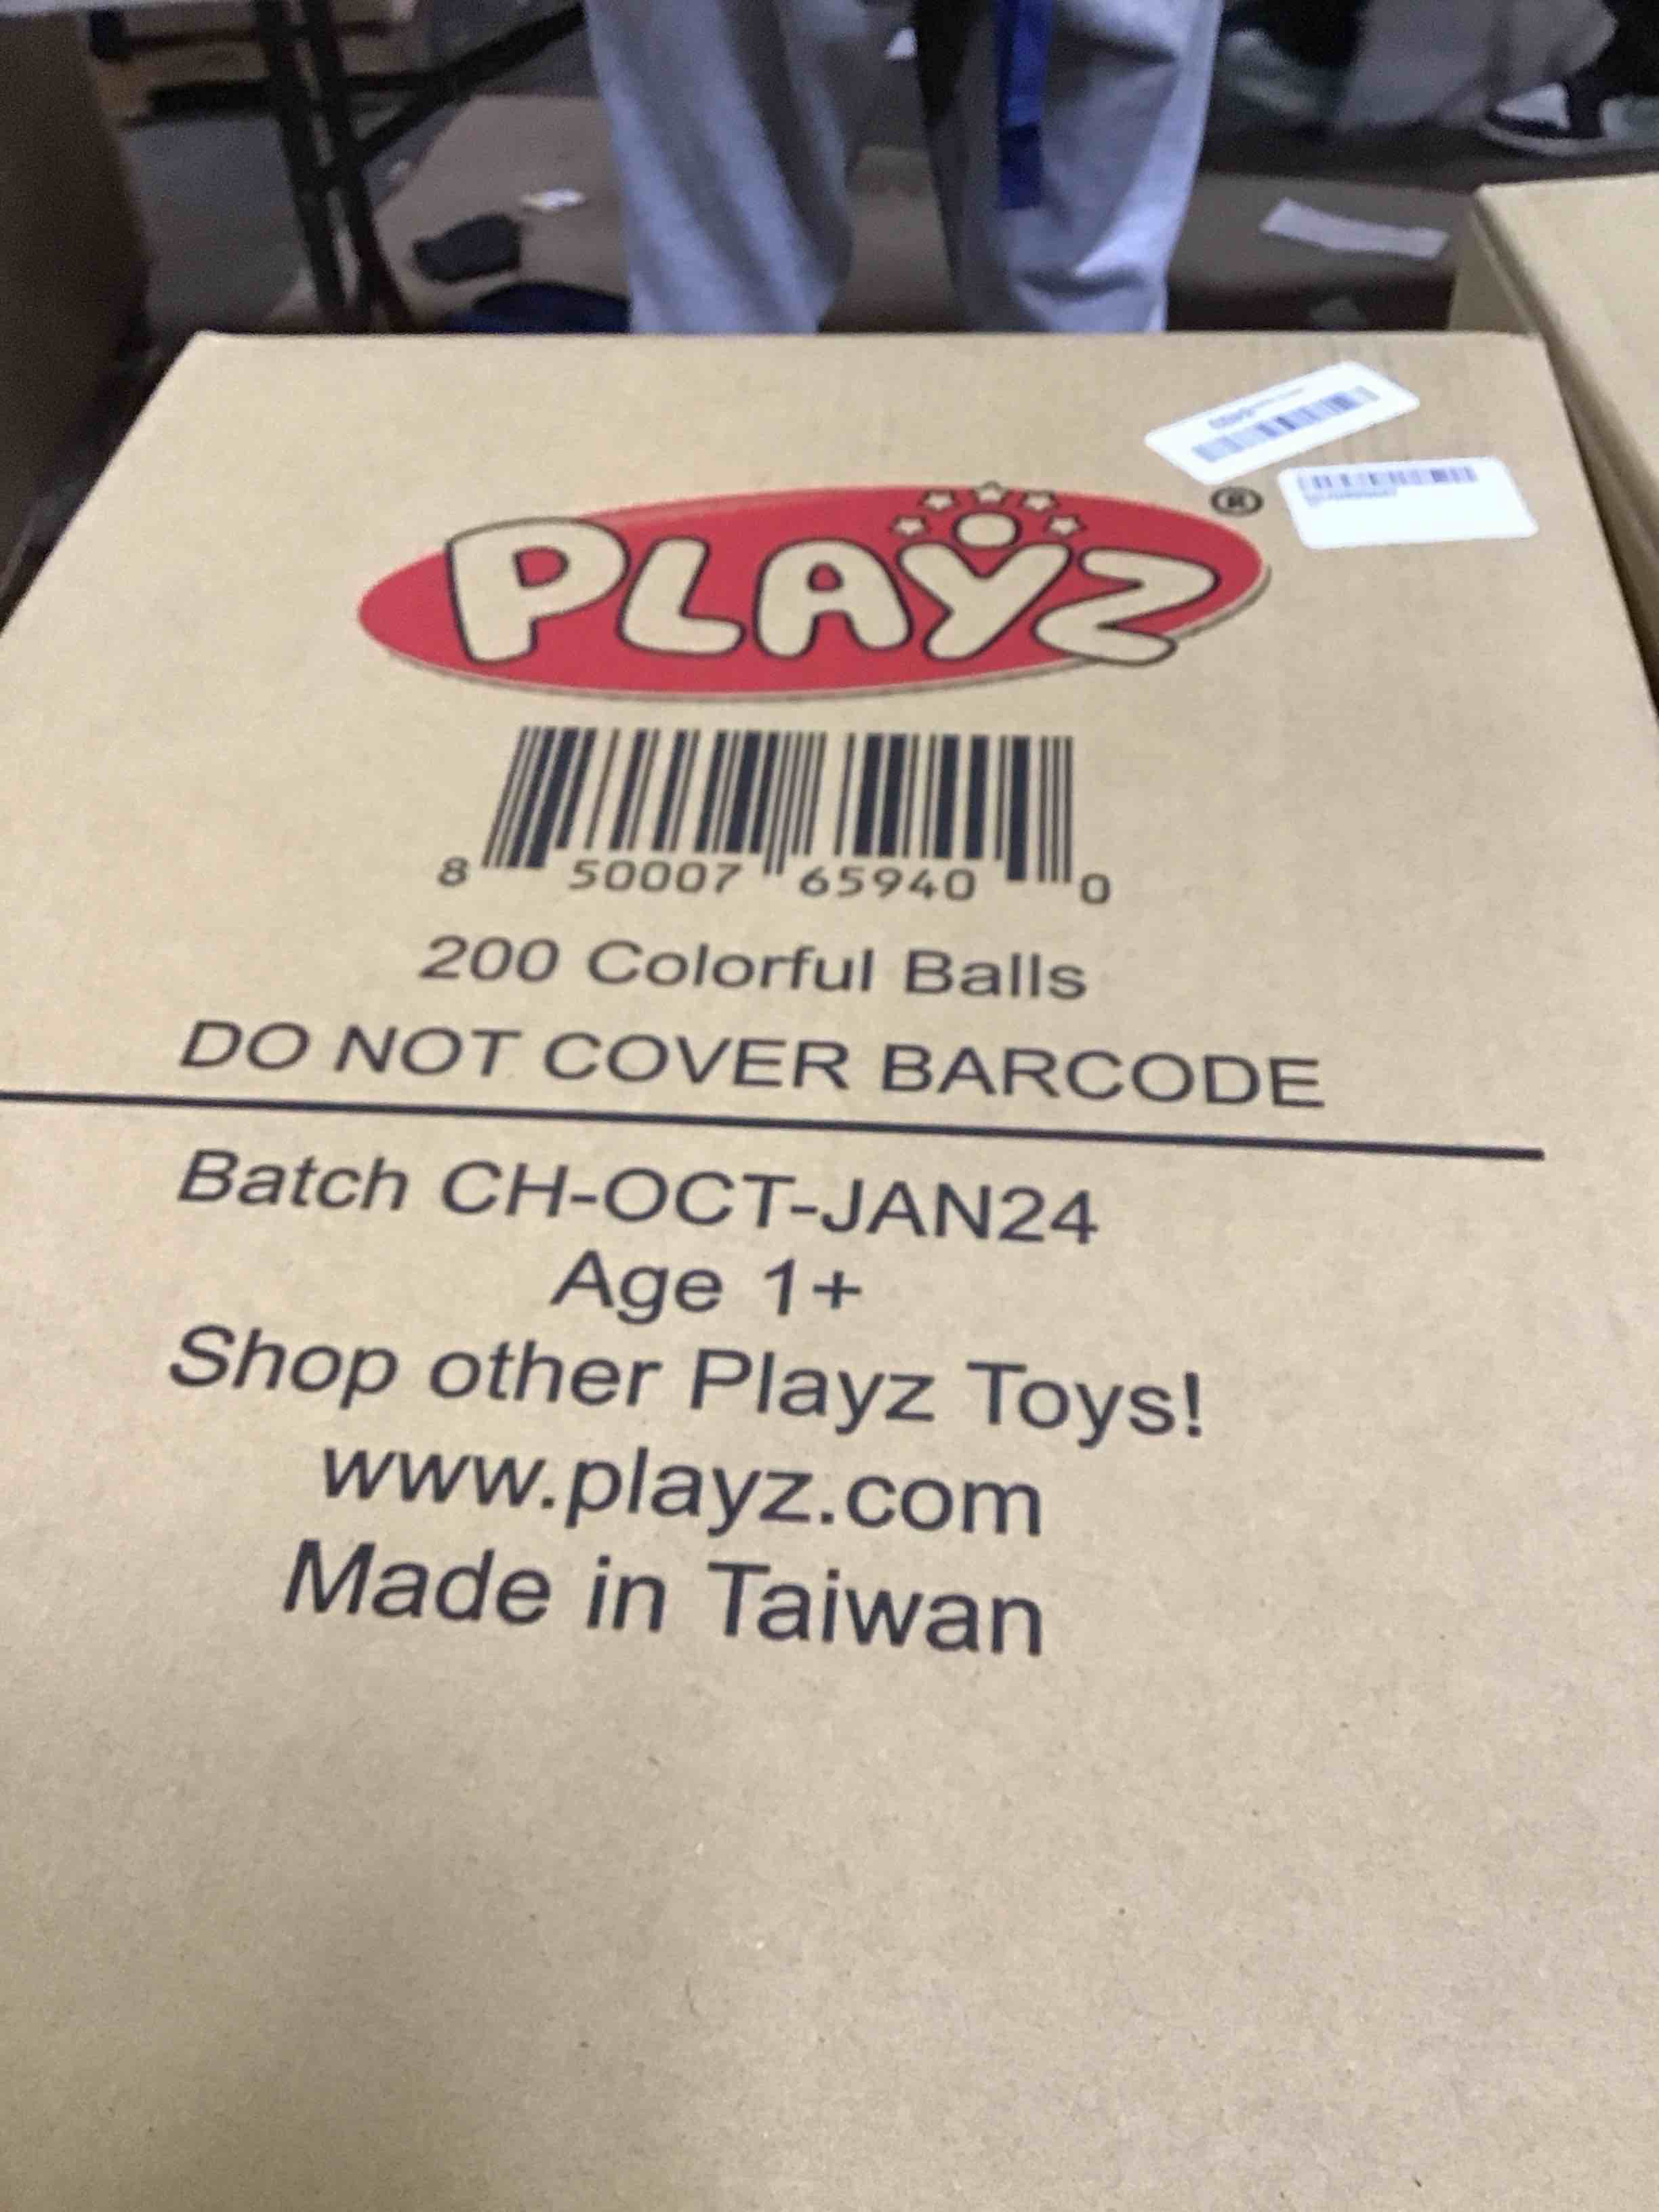 PLAYZ ®
8 50007 65940 0
200 Colorful Balls
DO NOT COVER BARCODE
Batch CH-OCT-JAN24
Age 1+
Shop other Playz Toys!
www.playz.com
Made in Taiwan